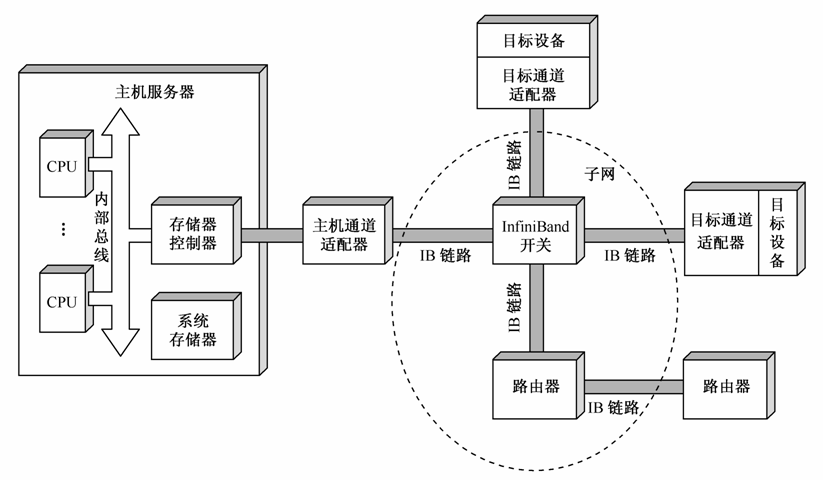 主机服务器
CPU
…
CPU
内部总线
存储器
控制器
系统
存储器
主机通道
适配器
IB 链路
目标设备
目标通道
适配器
IB 链路
子网
InfiniBand
开关
IB 链路
目标通道
适配器
目标设备
IB 链路
路由器
IB 链路
路由器